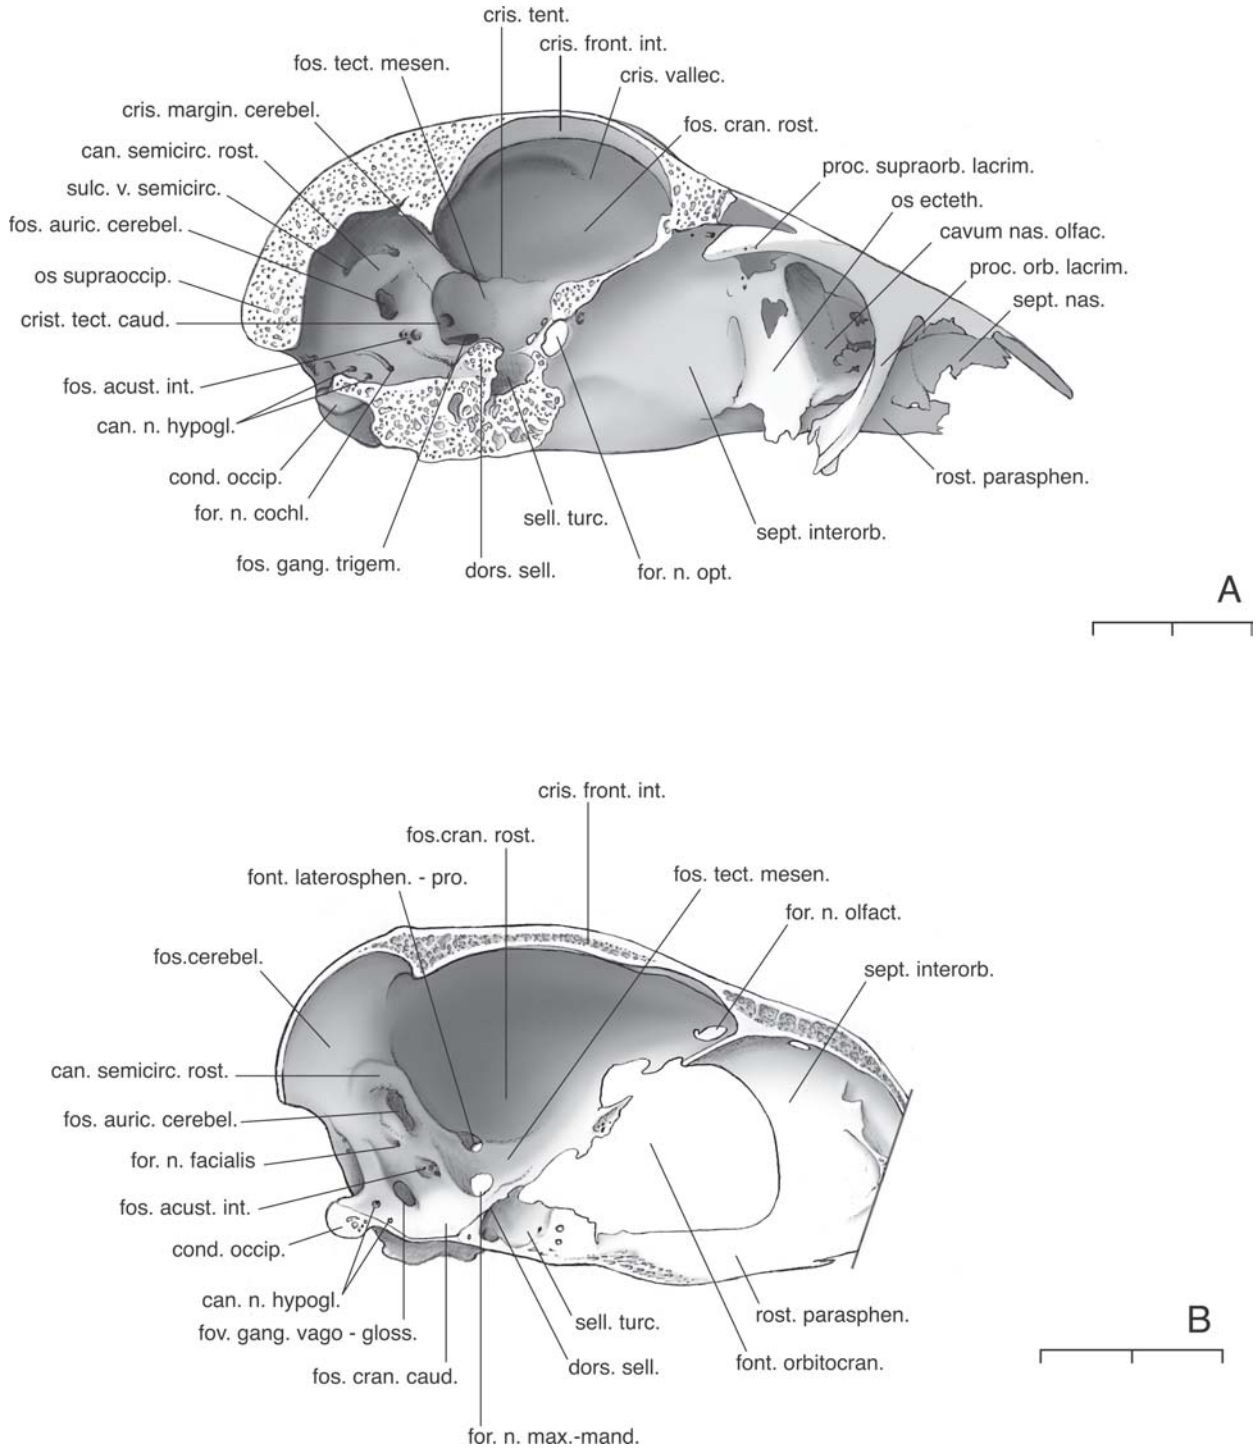 cris. tent.
cris. front. int.
fos. tect. mesen.
cris. vallec.
cris. margin. cerebel.
fos. cran. rost.
can. semicirc. rost.
proc. supraorb. lacrim.
sulc. v. semicirc.
os ecteth.
fos. auric. cerebel.
cavum nas. olfac.
os supraoccip.
proc. orb. lacrim.
sept. nas.
crist. tect. caud.
fos. acust. int.
can. n. hypogl.
cond. occip.
rost. parasphen.
for. n. cochl.
sell. turc.
sept. interorb.
fos. gang. trigem.
dors. sell.
for. n. opt.
A
cris. front. int.
fos.cran. rost.
font. laterosphen. - pro.
fos. tect. mesen.
for. n. olfact.
fos.cerebel.
sept. interorb.
can. semicirc. rost.
fos. auric. cerebel.
for. n. facialis
fos. acust. int.
cond. occip.
can. n. hypogl.
rost. parasphen.
sell. turc.
fov. gang. vago - gloss.
B
dors. sell.
font. orbitocran.
fos. cran. caud.
for. n. max.-mand.